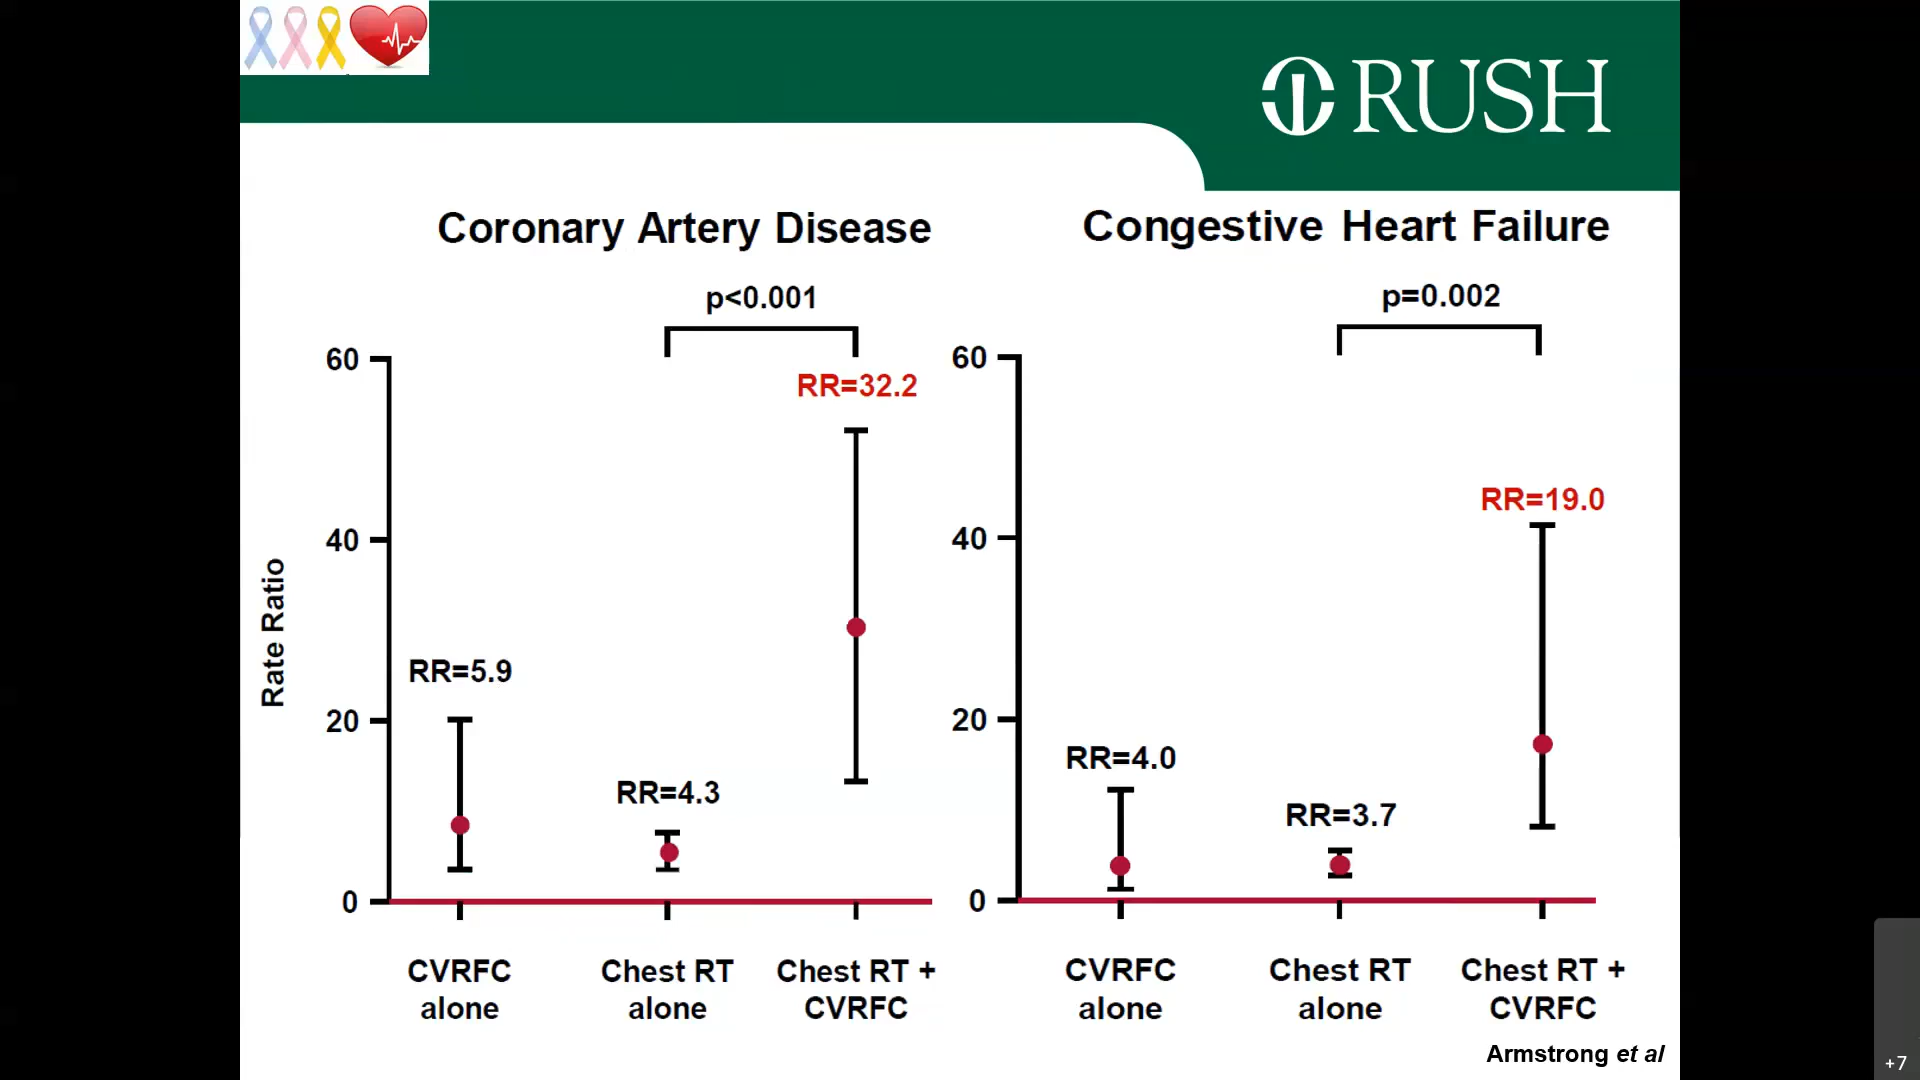 RUSH
Coronary Artery Disease
p<0.001
60
RR=32.2
40
Rate Ratio
RR=5.9
20
RR=4.3
0
CVRFC
alone
Chest RT
alone
Chest RT +
CVRFC
Congestive Heart Failure
p=0.002
60
RR=19.0
40
20
RR=4.0
RR=3.7
0
CVRFC
alone
Chest RT
alone
Chest RT +
CVRFC
Armstrong et al
+7